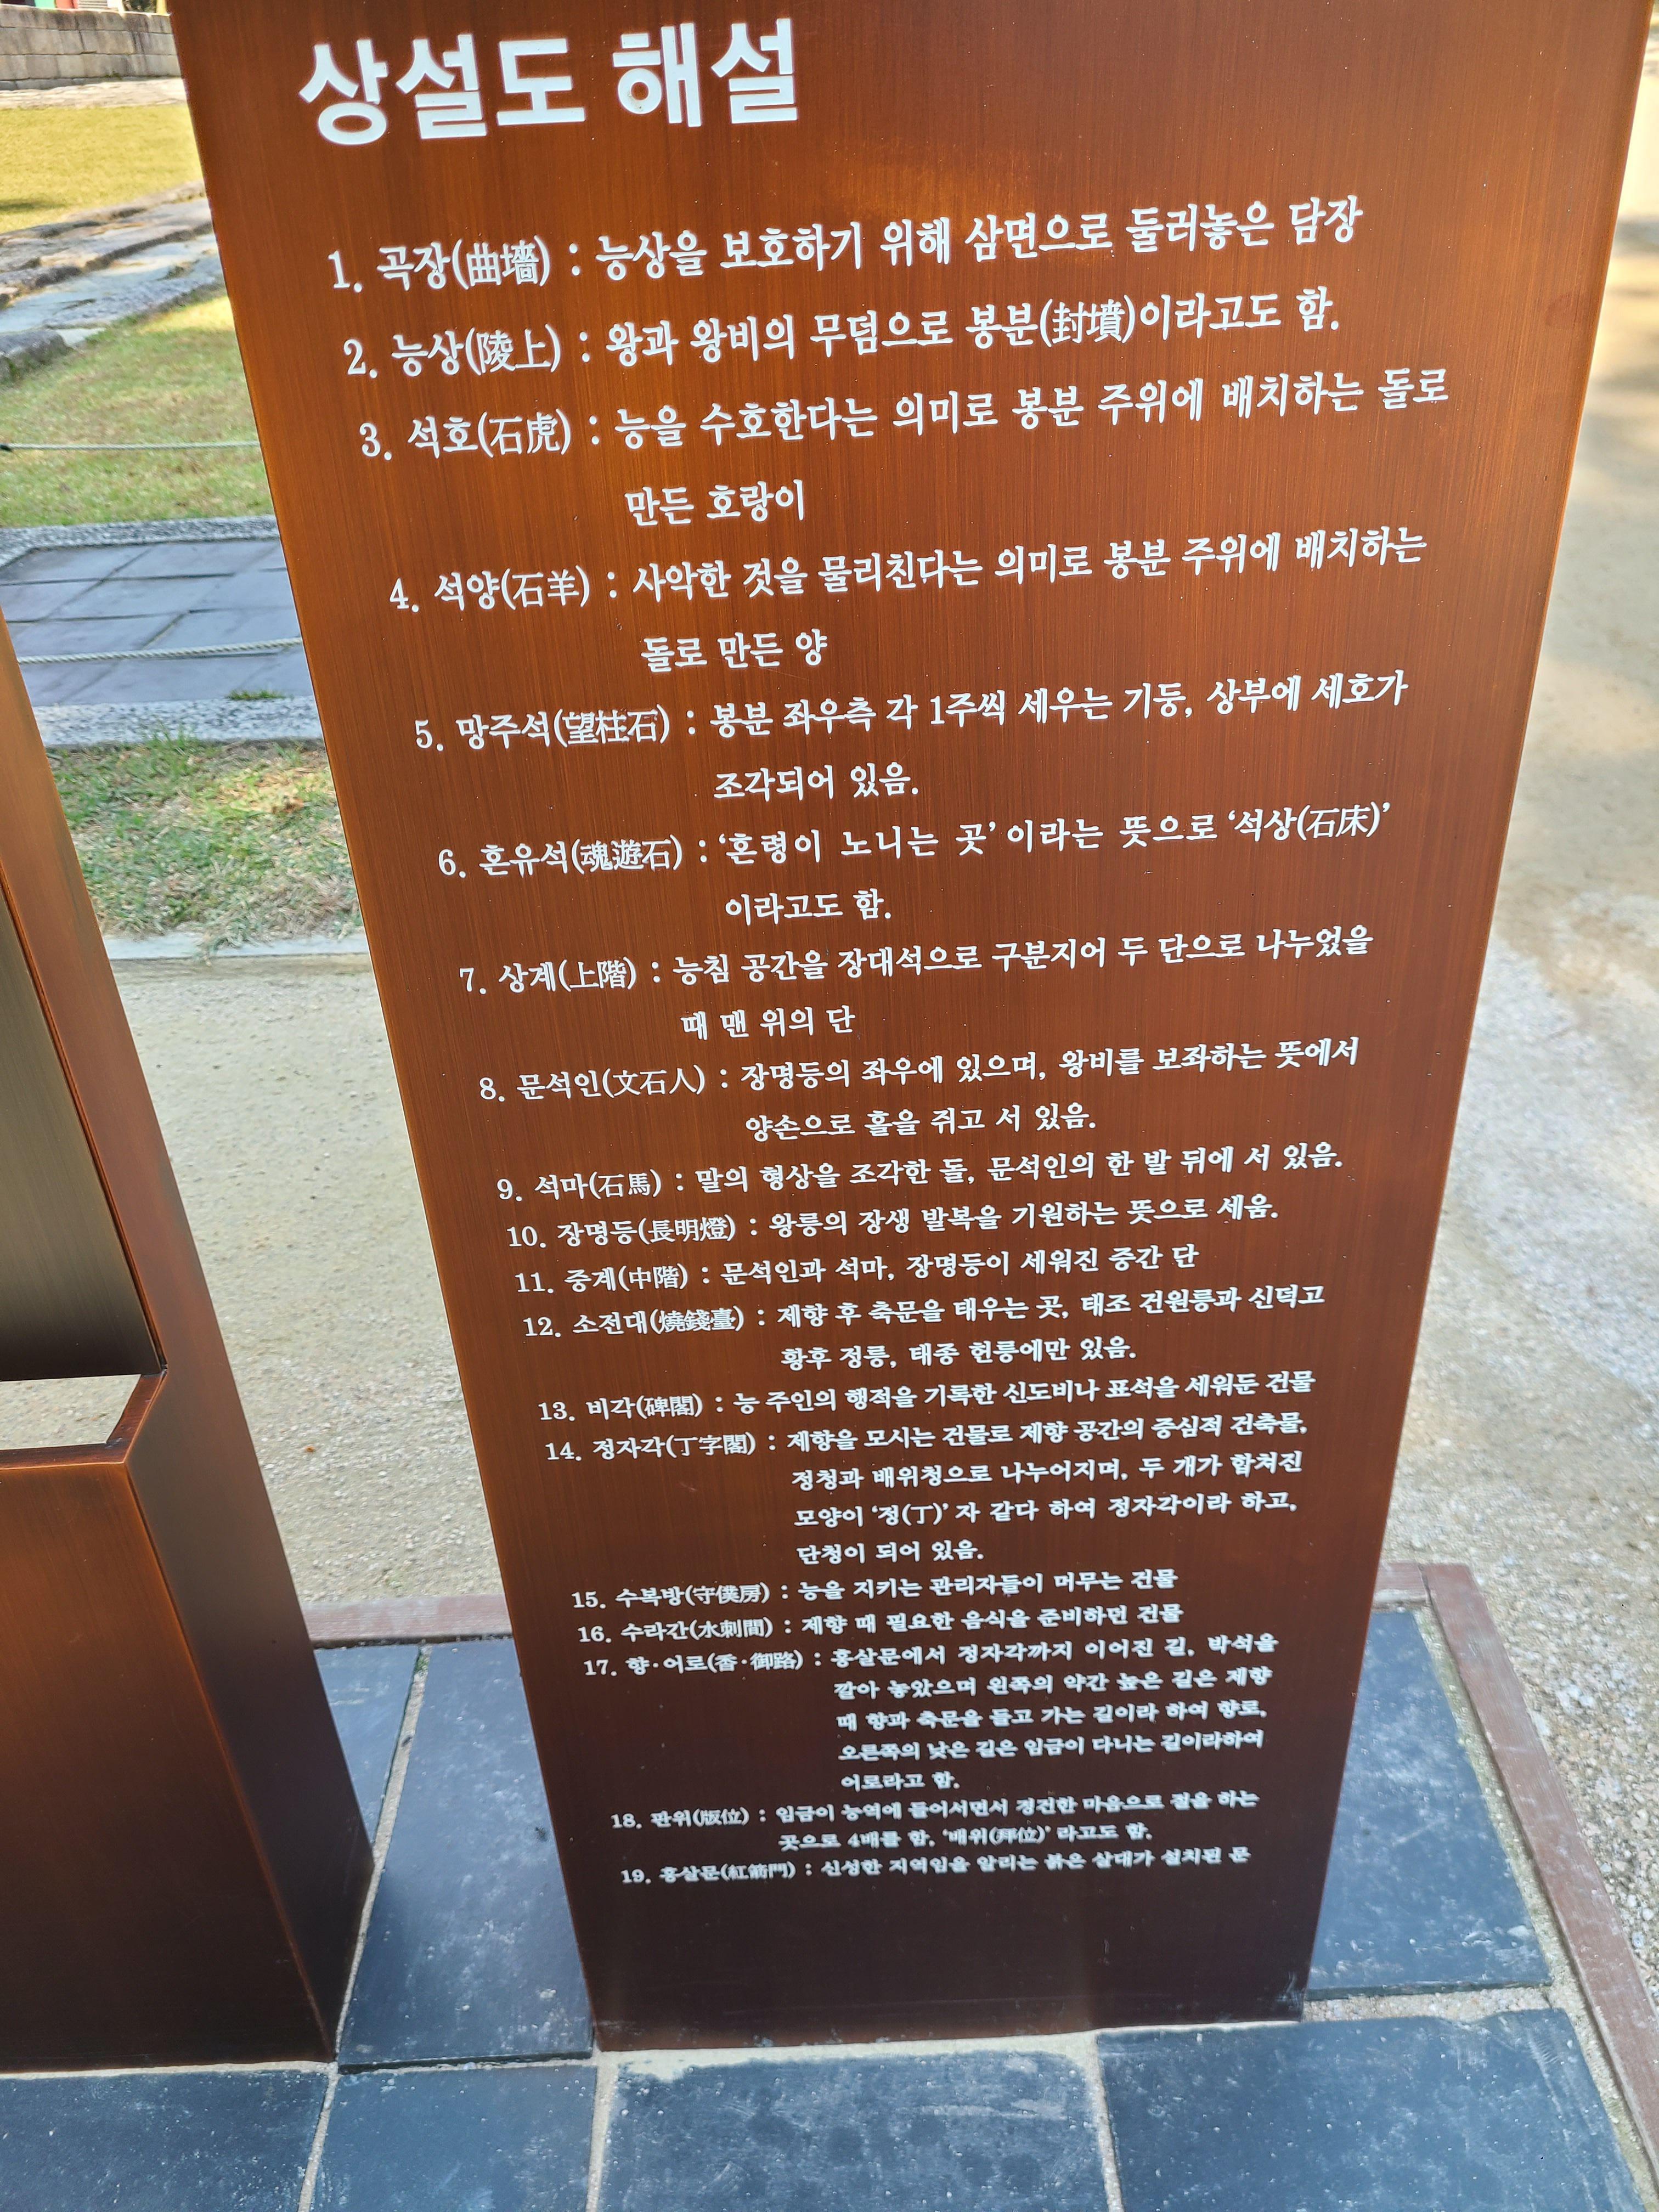 상설도 해설
1. 곡장(曲墻) : 능상을 보호하기 위해 삼면으로 둘러놓은 담장
2. 능상(陵上) : 왕과 왕비의 무덤으로 봉분(封墳)이라고도 함.
3. 석호(石虎) : 능을 수호한다는 의미로 봉분 주위에 배치하는 돌로
만든 호랑이
4. 석양(石羊) : 사악한 것을 물리친다는 의미로 봉분 주위에 배치하는
돌로 만든 양
5. 망주석(望柱石) : 봉분 좌우측 각 1주씩 세우는 기둥, 상부에 세호가
조각되어 있음.
6. 혼유석(魂遊石) : ‘혼령이 노니는 곳’ 이라는 뜻으로 ‘석상(石床)’
이라고도 함.
7. 상계(上階) : 능침 공간을 장대석으로 구분지어 두 단으로 나누었을
때 맨 위의 단
8. 문석인(文石人) : 장명등의 좌우에 있으며, 왕비를 보좌하는 뜻에서
양손으로 홀을 쥐고 서 있음.
9. 석마(石馬) : 말의 형상을 조각한 돌, 문석인의 한 발 뒤에 서 있음.
10. 장명등(長明燈) : 왕릉의 장생 발복을 기원하는 뜻으로 세움.
11. 중계(中階) : 문석인과 석마, 장명등이 세워진 중간 단
12. 소전대(燒錢臺) : 제향 후 축문을 태우는 곳, 태조 건원릉과 신덕고
황후 정릉, 태종 헌릉에만 있음.
13. 비각(碑閣) : 능 주인의 행적을 기록한 신도비나 표석을 세워둔 건물
14. 정자각(丁字閣) : 제향을 모시는 건물로 제향 공간의 중심적 건축물,
정청과 배위청으로 나누어지며, 두 개가 합쳐진
모양이 ‘정(丁)’ 자 같다 하여 정자각이라 하고,
단청이 되어 있음.
15. 수복방(守僕房) : 능을 지키는 관리자들이 머무는 건물
16. 수라간(水刺間) : 제향 때 필요한 음식을 준비하던 건물
17. 향·어로(香·御路) : 홍살문에서 정자각까지 이어진 길, 박석을
깔아 놓았으며 왼쪽의 약간 높은 길은 제향
때 향과 축문을 들고 가는 길이라 하여 향로,
오른쪽의 낮은 길은 임금이 다니는 길이라하여
어로라고 함.
18. 판위(版位) : 임금이 능역에 들어서면서 경건한 마음으로 절을 하는
곳으로 4배를 함. ‘배위(拜位)’ 라고도 함.
19. 홍살문(紅箭門) : 신성한 지역임을 알리는 붉은 살대가 설치된 문